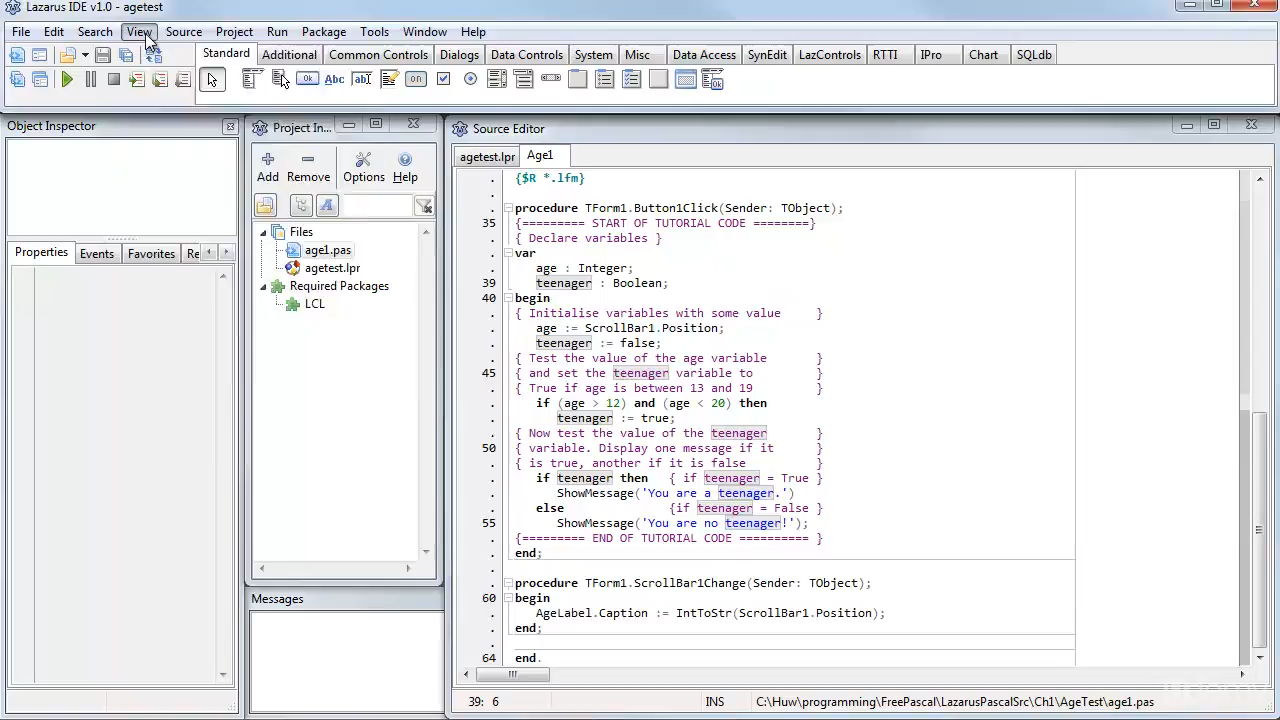 Lazarus IDE v1.0 - agetest
File Edit Search View Source Project Run Package Tools Window Help
Standard Additional Common Controls Dialogs Data Controls System Misc Data Access SynEdit LazControls RTTI IPro Chart SQLdb
Ok Abc abI on Ok
Object Inspector
Properties Events Favorites Re
Project In...
Add Remove Options Help
A
Files
age1.pas
agetest.lpr
Required Packages
LCL
Messages
Source Editor
agetest.lpr Age1
{$R *.lfm}
procedure TForm1.Button1Click(Sender: TObject);
35 {========= START OF TUTORIAL CODE ========}
{ Declare variables }
var
age : Integer;
39 teenager : Boolean;
40 begin
{ Initialise variables with some value }
age := ScrollBar1.Position;
teenager := false;
{ Test the value of the age variable }
45 { and set the teenager variable to }
{ True if age is between 13 and 19 }
if (age > 12) and (age < 20) then
teenager := true;
{ Now test the value of the teenager }
50 { variable. Display one message if it }
{ is true, another if it is false }
if teenager then { if teenager = True }
ShowMessage('You are a teenager.')
else {if teenager = False }
55 ShowMessage('You are no teenager!');
{========= END OF TUTORIAL CODE ========== }
end;
procedure TForm1.ScrollBar1Change(Sender: TObject);
60 begin
AgeLabel.Caption := IntToStr(ScrollBar1.Position);
end;
64 end.
39: 6 INS C:\Huw\programming\FreePascal\LazarusPascalSrc\Ch1\AgeTest\age1.pas